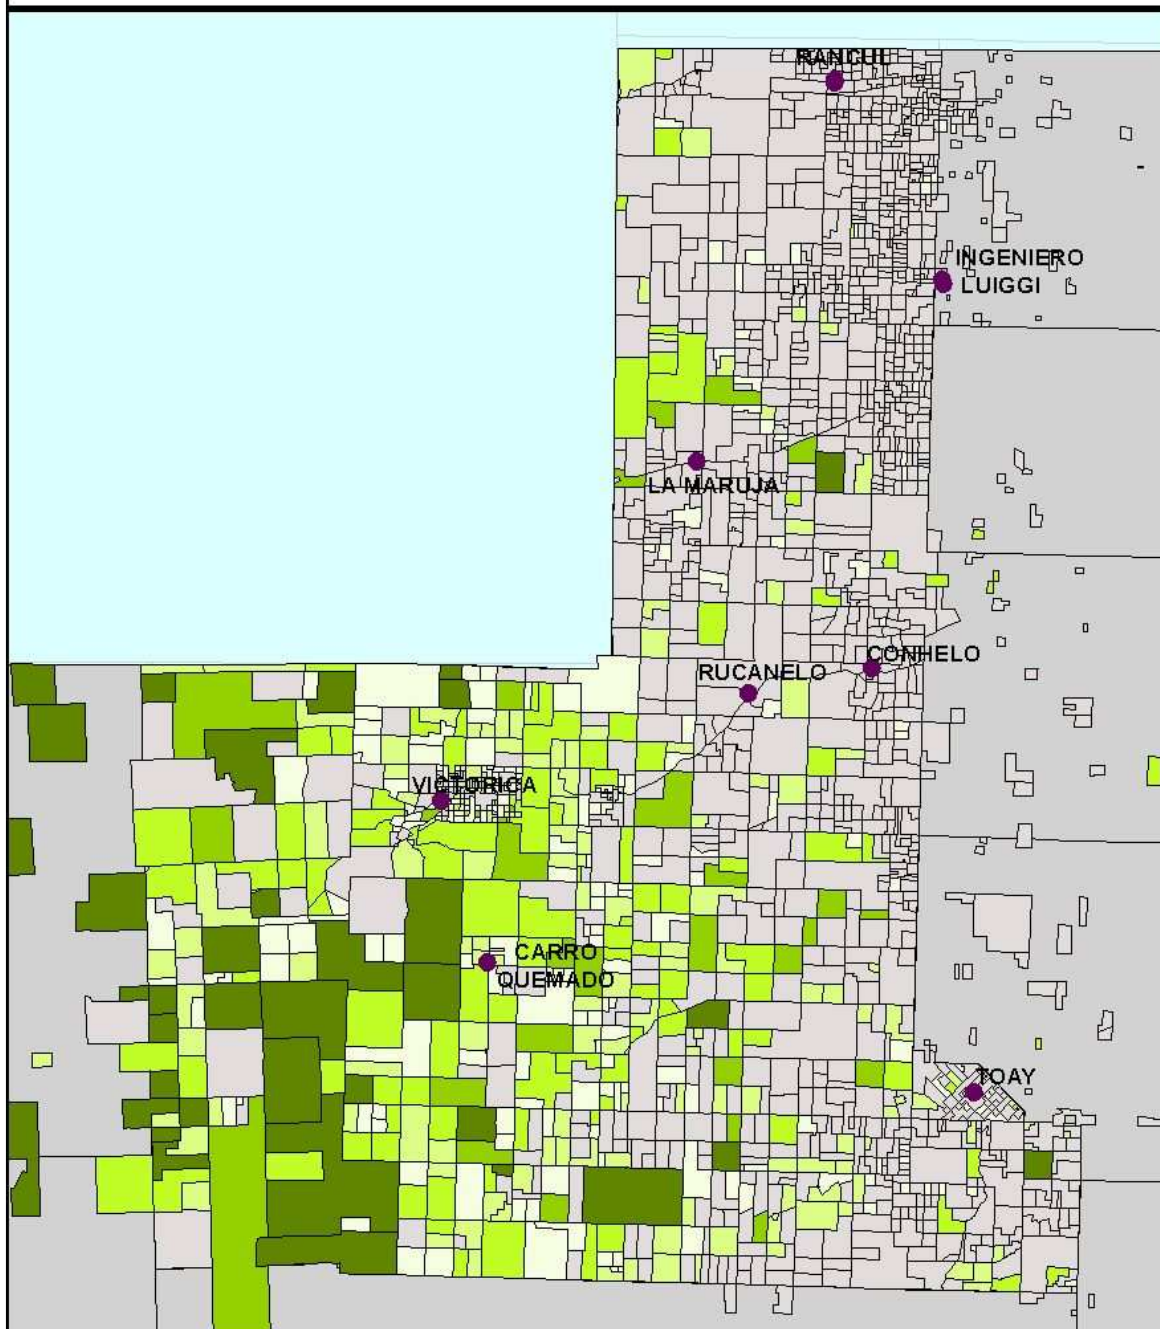 RANCUL
INGENIERO
LUIGGI
LA MARUJA
CONHELO
RUCANELO
VICTORICA
CARRO
QUEMADO
TOAY